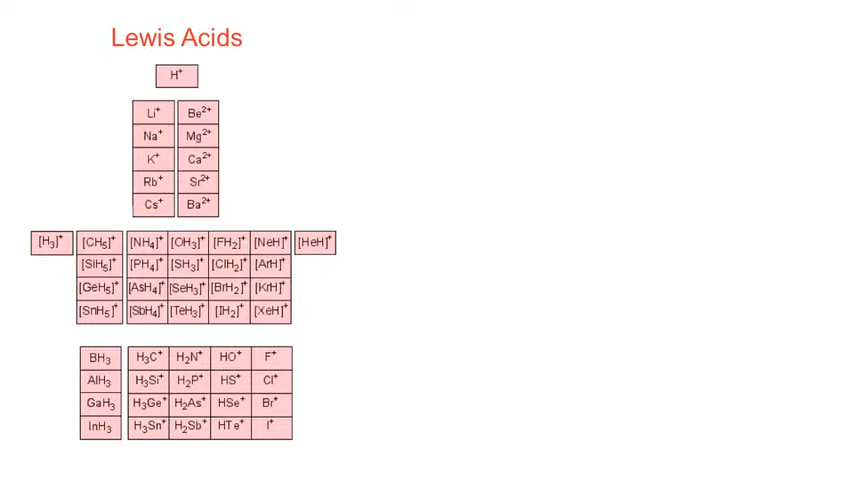 Lewis Acids
H⁺
Li⁺ Be²⁺
Na⁺ Mg²⁺
K⁺ Ca²⁺
Rb⁺ Sr²⁺
Cs⁺ Ba²⁺
[H₃]⁺ [CH₅]⁺ [NH₄]⁺ [OH₃]⁺ [FH₂]⁺ [NeH]⁺ [HeH]⁺
[SiH₅]⁺ [PH₄]⁺ [SH₃]⁺ [ClH₂]⁺ [ArH]⁺
[GeH₅]⁺ [AsH₄]⁺ [SeH₃]⁺ [BrH₂]⁺ [KrH]⁺
[SnH₅]⁺ [SbH₄]⁺ [TeH₃]⁺ [IH₂]⁺ [XeH]⁺
BH₃ H₃C⁺ H₂N⁺ HO⁺ F⁺
AlH₃ H₃Si⁺ H₂P⁺ HS⁺ Cl⁺
GaH₃ H₃Ge⁺ H₂As⁺ HSe⁺ Br⁺
InH₃ H₃Sn⁺ H₂Sb⁺ HTe⁺ I⁺